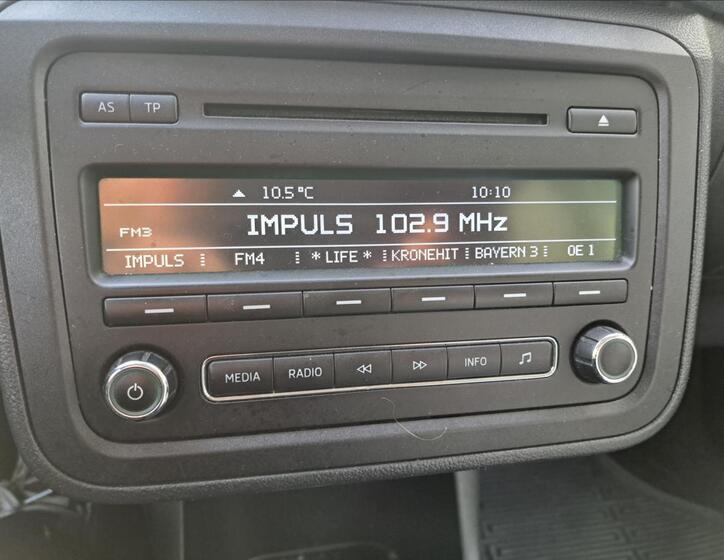 AS TP
10.5°C 10:10
FM3 IMPULS 102.9 MHz
IMPULS FM4 * LIFE * KRONEHIT BAYERN 3 OE 1
MEDIA RADIO INFO